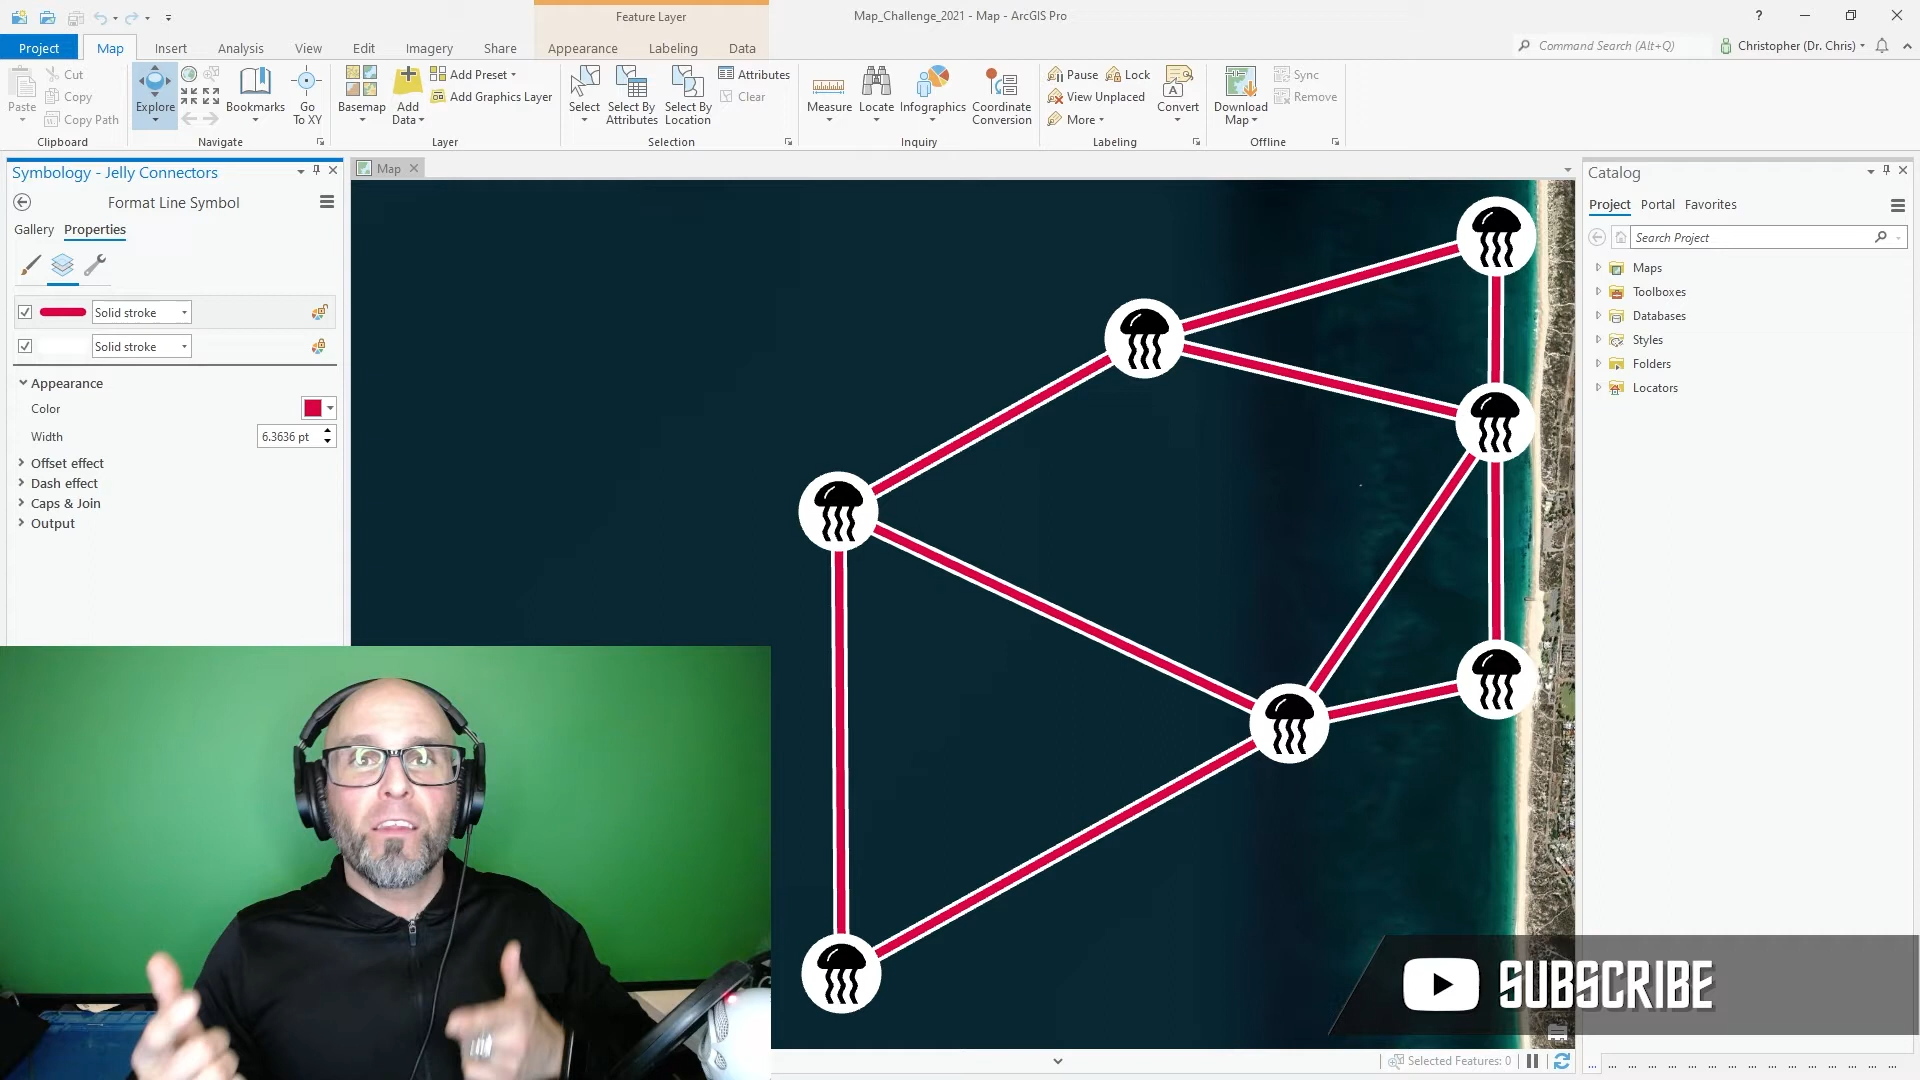 Feature Layer
Map_Challenge_2021 - Map - ArcGIS Pro
?
Project
Map
Insert
Analysis
View
Edit
Imagery
Share
Appearance
Labeling
Data
Command Search (Alt+Q)
Christopher (Dr. Chris)
Paste
Cut
Copy
Copy Path
Clipboard
Explore
Bookmarks
Go
To XY
Navigate
Basemap
Add
Data
Add Preset
Add Graphics Layer
Layer
Select
Select By
Attributes
Select By
Location
Attributes
Clear
Selection
Measure
Locate
Infographics
Coordinate
Conversion
Inquiry
Pause
Lock
View Unplaced
More
Convert
Labeling
Download
Map
Sync
Remove
Offline
Symbology - Jelly Connectors
Format Line Symbol
Gallery
Properties
Solid stroke
Solid stroke
Appearance
Color
Width
6.3636 pt
Offset effect
Dash effect
Caps & Join
Output
Map
Catalog
Project
Portal
Favorites
Search Project
Maps
Toolboxes
Databases
Styles
Folders
Locators
SUBSCRIBE
Selected Features: 0